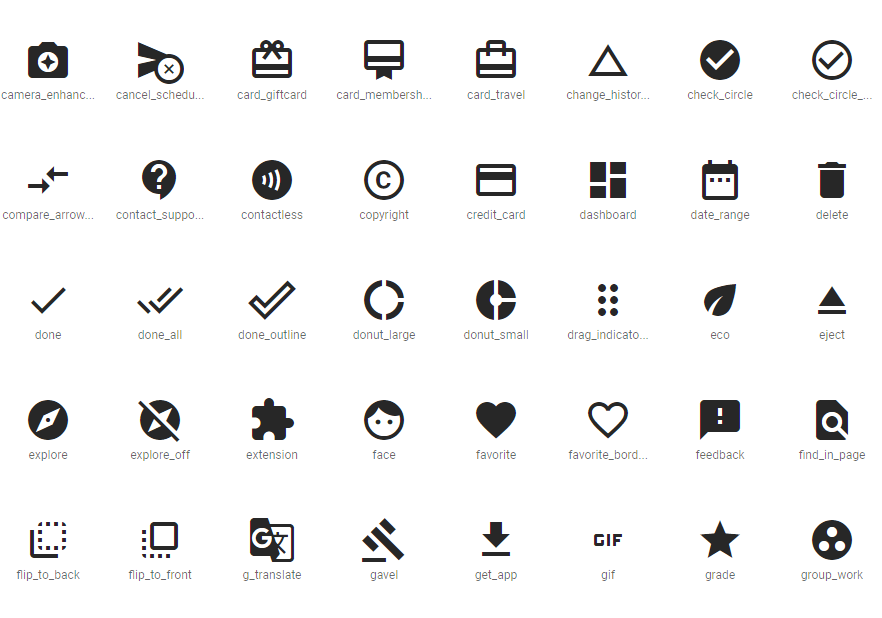 camera_enhanc... cancel_schedu... card_giftcard card_membersh... card_travel change_histor... check_circle check_circle_...
compare_arrow... contact_suppo... contactless copyright credit_card dashboard date_range delete
done done_all done_outline donut_large donut_small drag_indicato... eco eject
explore explore_off extension face favorite favorite_bord... feedback find_in_page
G GIF
flip_to_back flip_to_front g_translate gavel get_app gif grade group_work